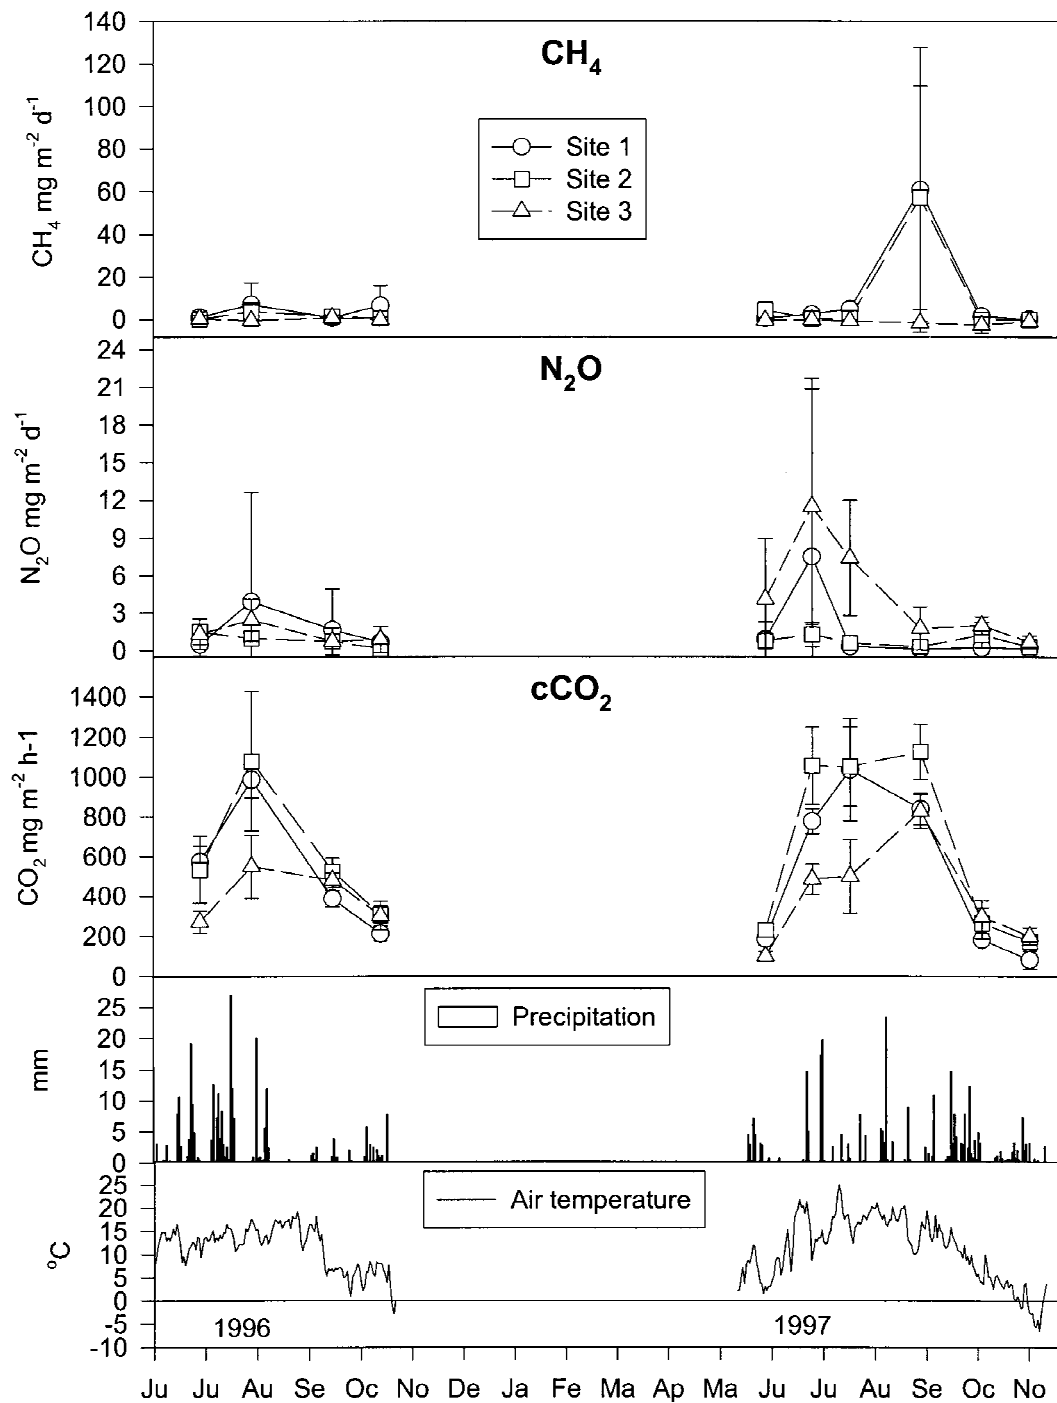 CH4
CH4 mg m-2 d-1
140
120
100
80
60
40
20
0
Site 1
Site 2
Site 3
N2O
N2O mg m-2 d-1
24
21
18
15
12
9
6
3
0
cCO2
CO2 mg m-2 h-1
1400
1200
1000
800
600
400
200
0
Precipitation
mm
25
20
15
10
5
0
Air temperature
oC
25
20
15
10
5
0
-5
-10
1996
1997
Ju Ju Au Se Oc No De Ja Fe Ma Ap Ma Ju Ju Au Se Oc No